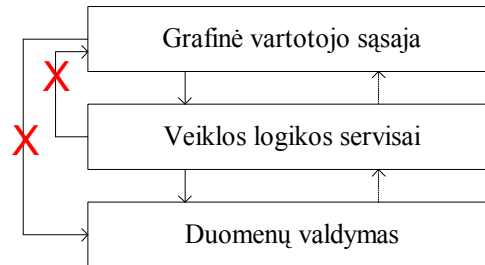 Grafinė vartotojo sąsaja
X
Veiklos logikos servisai
X
Duomenų valdymas